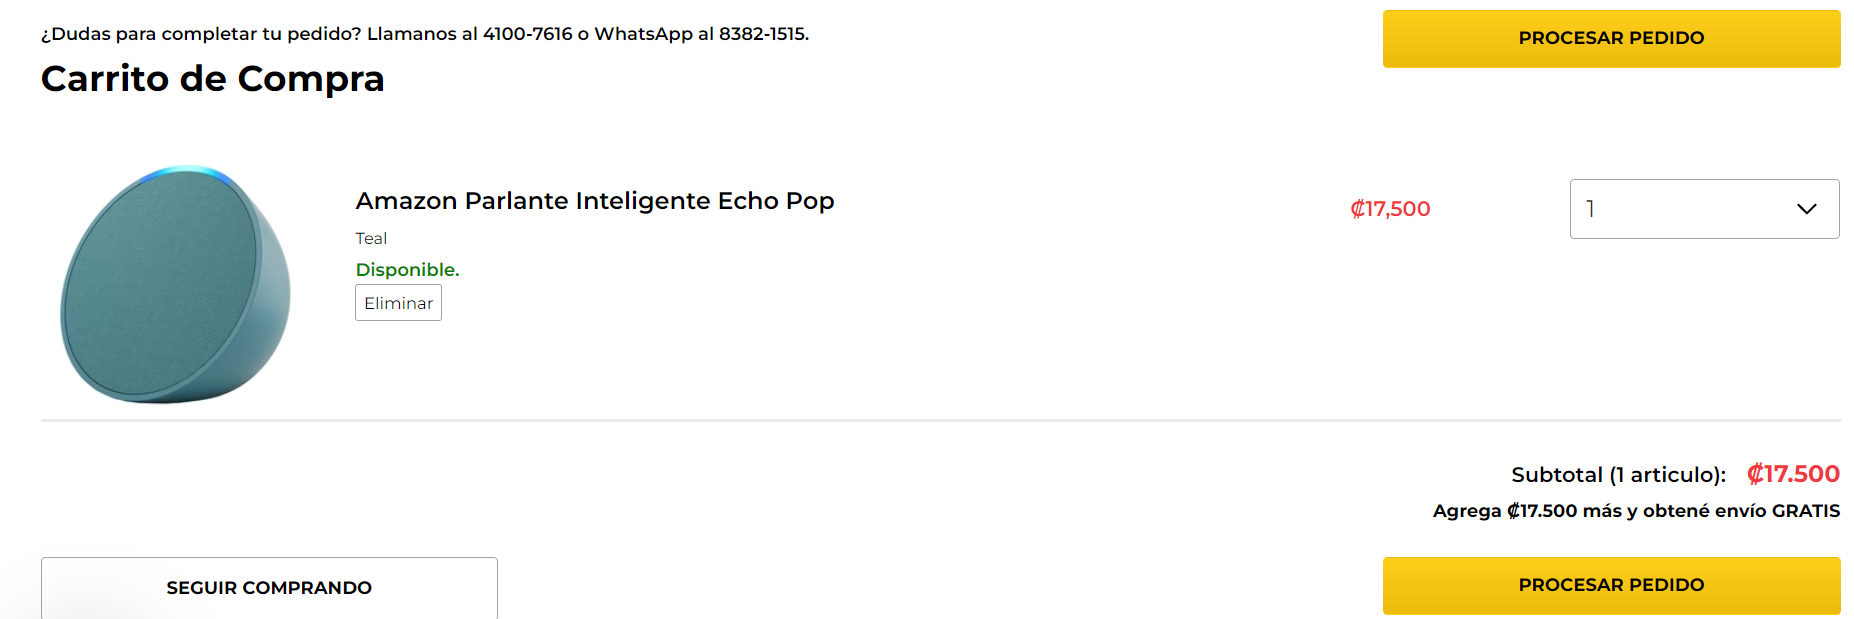 ¿Dudas para completar tu pedido? Llamanos al 4100-7616 o WhatsApp al 8382-1515.
PROCESAR PEDIDO
Carrito de Compra
Amazon Parlante Inteligente Echo Pop
₡17,500
1
Teal
Disponible.
Eliminar
Subtotal (1 articulo): ₡17.500
Agrega ₡17.500 más y obtené envío GRATIS
SEGUIR COMPRANDO
PROCESAR PEDIDO